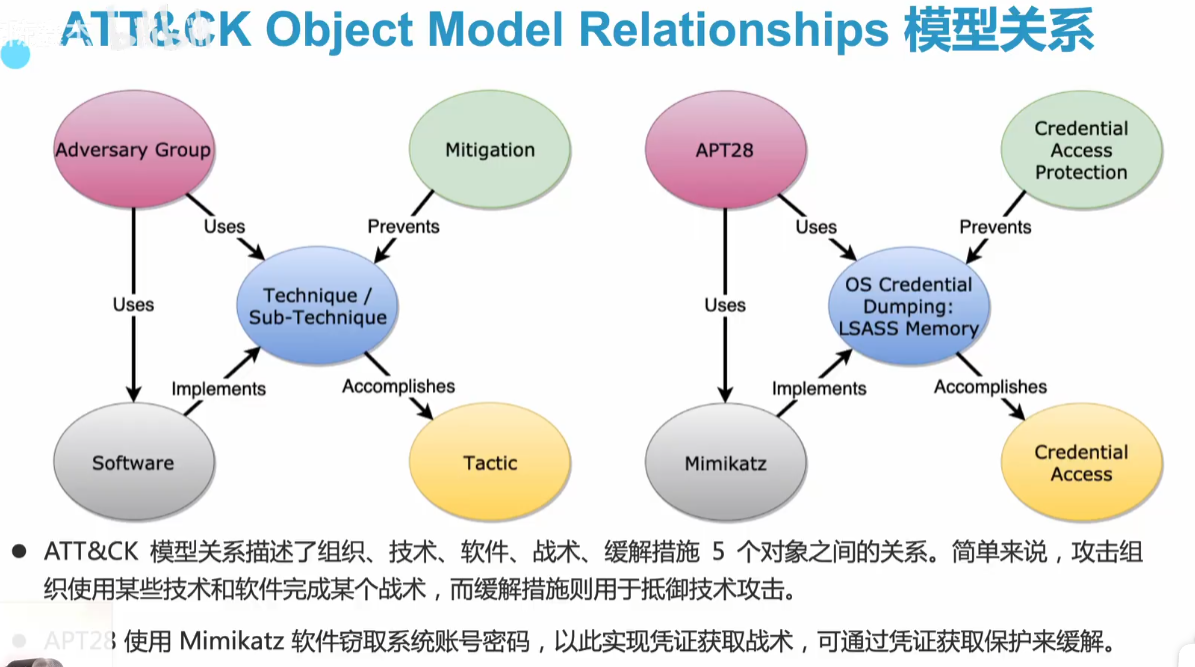 ATT&CK Object Model Relationships 模型关系
Adversary Group
Mitigation
Uses
Prevents
Technique /
Sub-Technique
Uses
Implements
Accomplishes
Software
Tactic
APT28
Credential
Access
Protection
Uses
Prevents
OS Credential
Dumping:
LSASS Memory
Uses
Implements
Accomplishes
Mimikatz
Credential
Access
● ATT&CK 模型关系描述了组织、技术、软件、战术、缓解措施 5 个对象之间的关系。简单来说，攻击组
织使用某些技术和软件完成某个战术，而缓解措施则用于抵御技术攻击。
● APT28 使用 Mimikatz 软件窃取系统账号密码，以此实现凭证获取战术，可通过凭证获取保护来缓解。